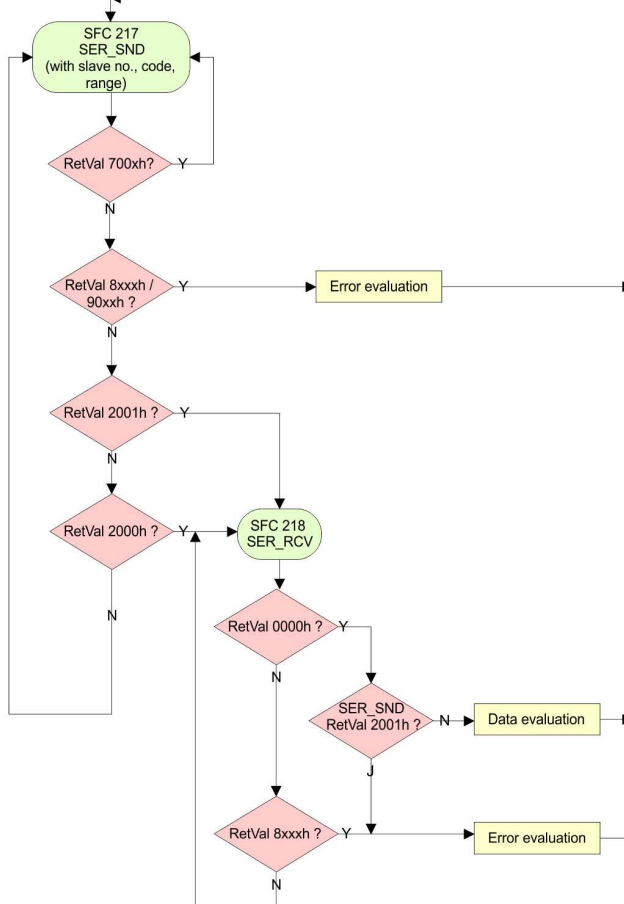 SFC 217
SER_SND
(with slave no., code,
range)
RetVal 700xh?
Y
N
RetVal 8xxxh /
90xxh ?
Y
Error evaluation
N
RetVal 2001h ?
Y
N
RetVal 2000h ?
Y
SFC 218
SER_RCV
N
RetVal 0000h ?
Y
N
SER_SND
RetVal 2001h ?
N
Data evaluation
J
RetVal 8xxxh ?
Y
Error evaluation
N